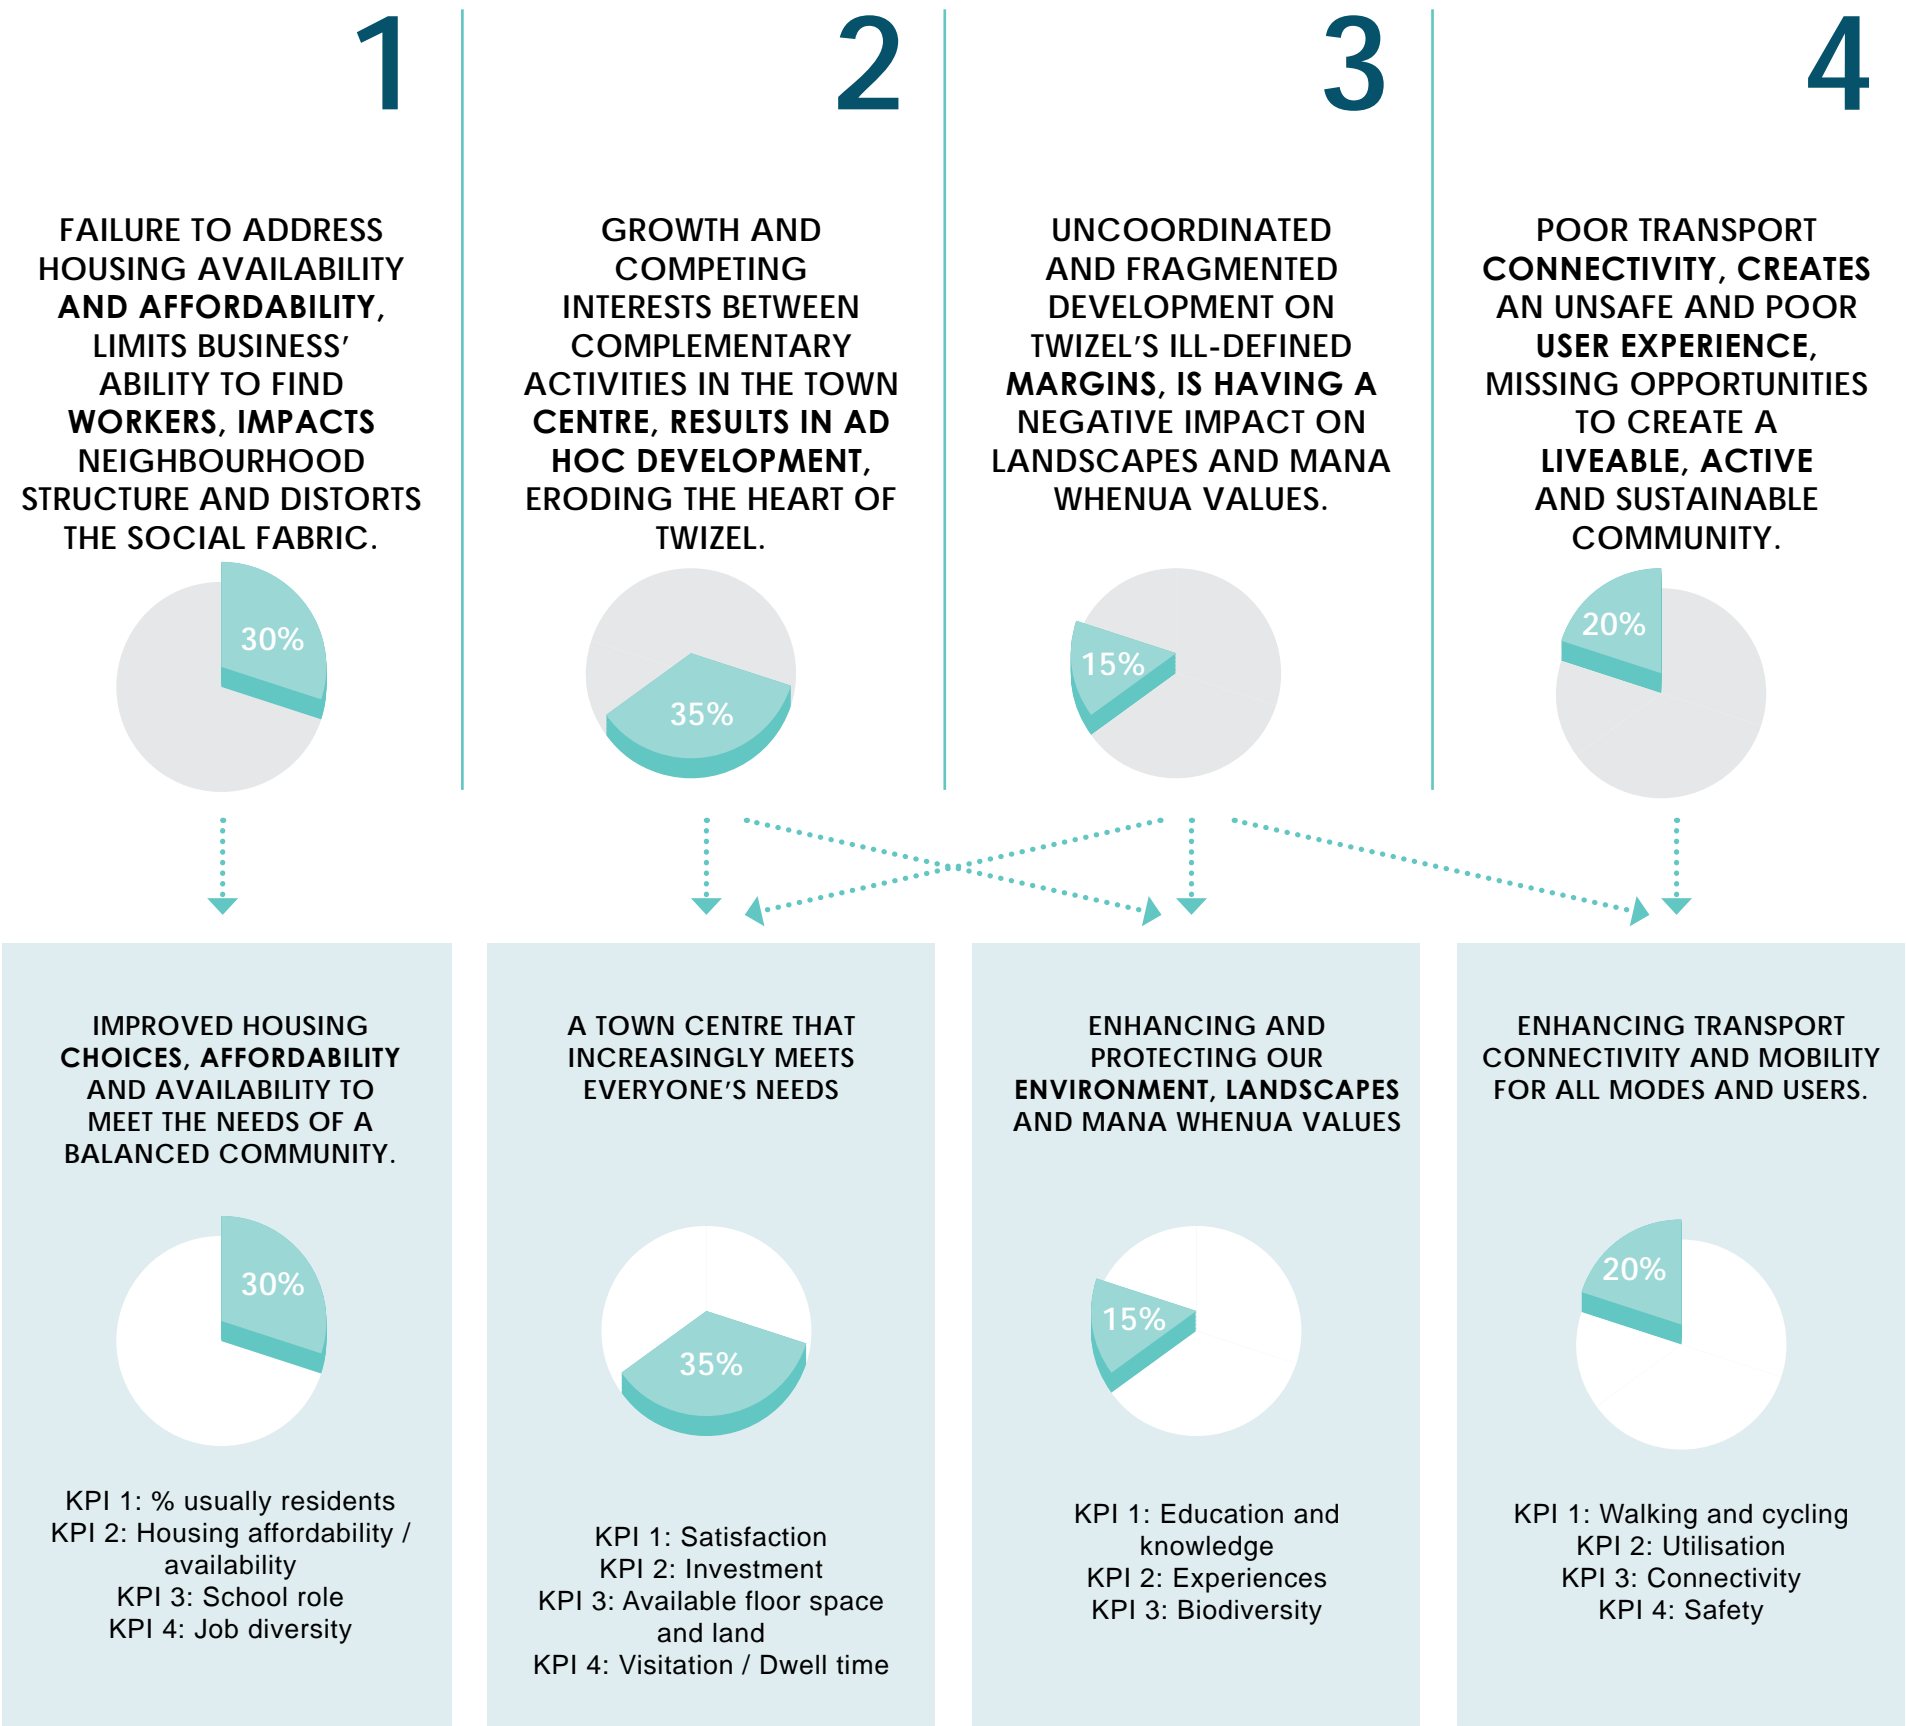 1
FAILURE TO ADDRESS
HOUSING AVAILABILITY
AND AFFORDABILITY,
LIMITS BUSINESS’
ABILITY TO FIND
WORKERS, IMPACTS
NEIGHBOURHOOD
STRUCTURE AND DISTORTS
THE SOCIAL FABRIC.
30%
2
GROWTH AND
COMPETING
INTERESTS BETWEEN
COMPLEMENTARY
ACTIVITIES IN THE TOWN
CENTRE, RESULTS IN AD
HOC DEVELOPMENT,
ERODING THE HEART OF
TWIZEL.
35%
3
UNCOORDINATED
AND FRAGMENTED
DEVELOPMENT ON
TWIZEL’S ILL-DEFINED
MARGINS, IS HAVING A
NEGATIVE IMPACT ON
LANDSCAPES AND MANA
WHENUA VALUES.
15%
4
POOR TRANSPORT
CONNECTIVITY, CREATES
AN UNSAFE AND POOR
USER EXPERIENCE,
MISSING OPPORTUNITIES
TO CREATE A
LIVEABLE, ACTIVE
AND SUSTAINABLE
COMMUNITY.
20%
IMPROVED HOUSING
CHOICES, AFFORDABILITY
AND AVAILABILITY TO
MEET THE NEEDS OF A
BALANCED COMMUNITY.
30%
KPI 1: % usually residents
KPI 2: Housing affordability /
availability
KPI 3: School role
KPI 4: Job diversity
A TOWN CENTRE THAT
INCREASINGLY MEETS
EVERYONE’S NEEDS
35%
KPI 1: Satisfaction
KPI 2: Investment
KPI 3: Available floor space
and land
KPI 4: Visitation / Dwell time
ENHANCING AND
PROTECTING OUR
ENVIRONMENT, LANDSCAPES
AND MANA WHENUA VALUES
15%
KPI 1: Education and
knowledge
KPI 2: Experiences
KPI 3: Biodiversity
ENHANCING TRANSPORT
CONNECTIVITY AND MOBILITY
FOR ALL MODES AND USERS.
20%
KPI 1: Walking and cycling
KPI 2: Utilisation
KPI 3: Connectivity
KPI 4: Safety